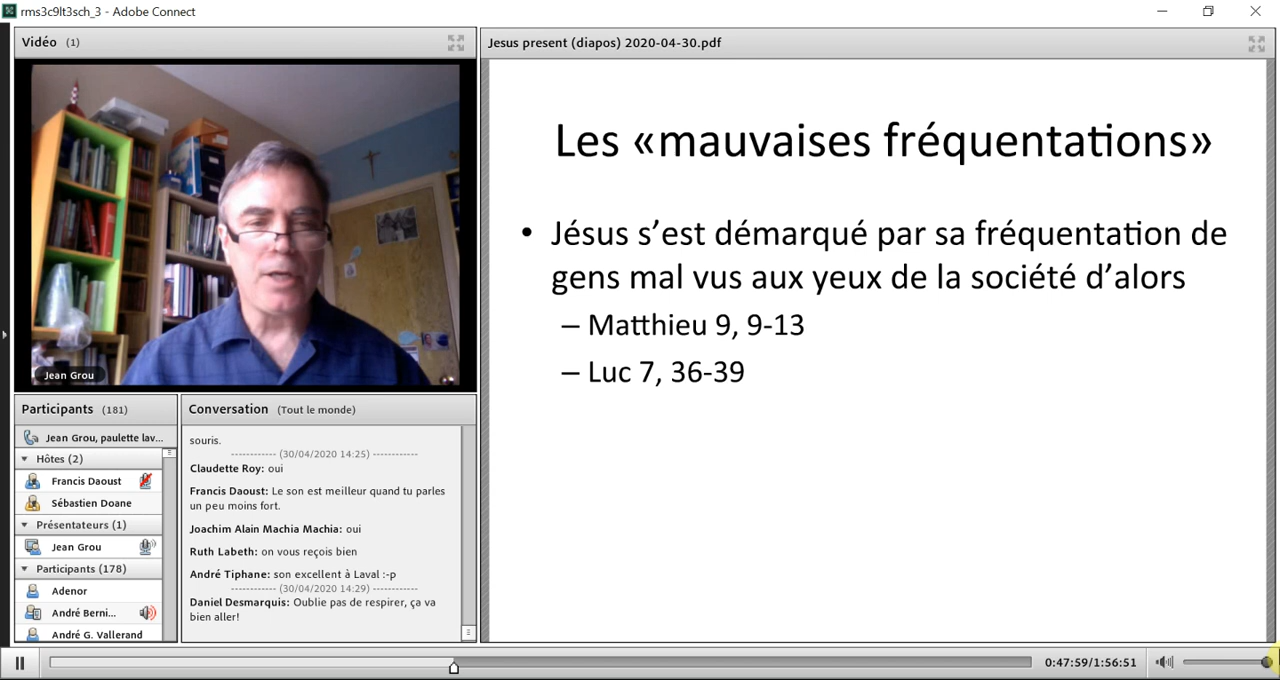 rms3c9lt3sch_3 - Adobe Connect
Vidéo (1)
Jean Grou
Participants (181)
Jean Grou, paulette lav...
Hôtes (2)
Francis Daoust
Sébastien Doane
Présentateurs (1)
Jean Grou
Participants (178)
Adenor
André Berni...
André G. Vallerand
Conversation (Tout le monde)
souris.
------------ (30/04/2020 14:25) ------------
Claudette Roy: oui
Francis Daoust: Le son est meilleur quand tu parles
un peu moins fort.
Joachim Alain Machia Machia: oui
Ruth Labeth: on vous reçois bien
André Tiphane: son excellent à Laval :-p
------------ (30/04/2020 14:29) ------------
Daniel Desmarquis: Oublie pas de respirer, ça va
bien aller!
Jesus present (diapos) 2020-04-30.pdf
Les «mauvaises fréquentations»
• Jésus s’est démarqué par sa fréquentation de
gens mal vus aux yeux de la société d’alors
– Matthieu 9, 9-13
– Luc 7, 36-39
0:47:59/1:56:51